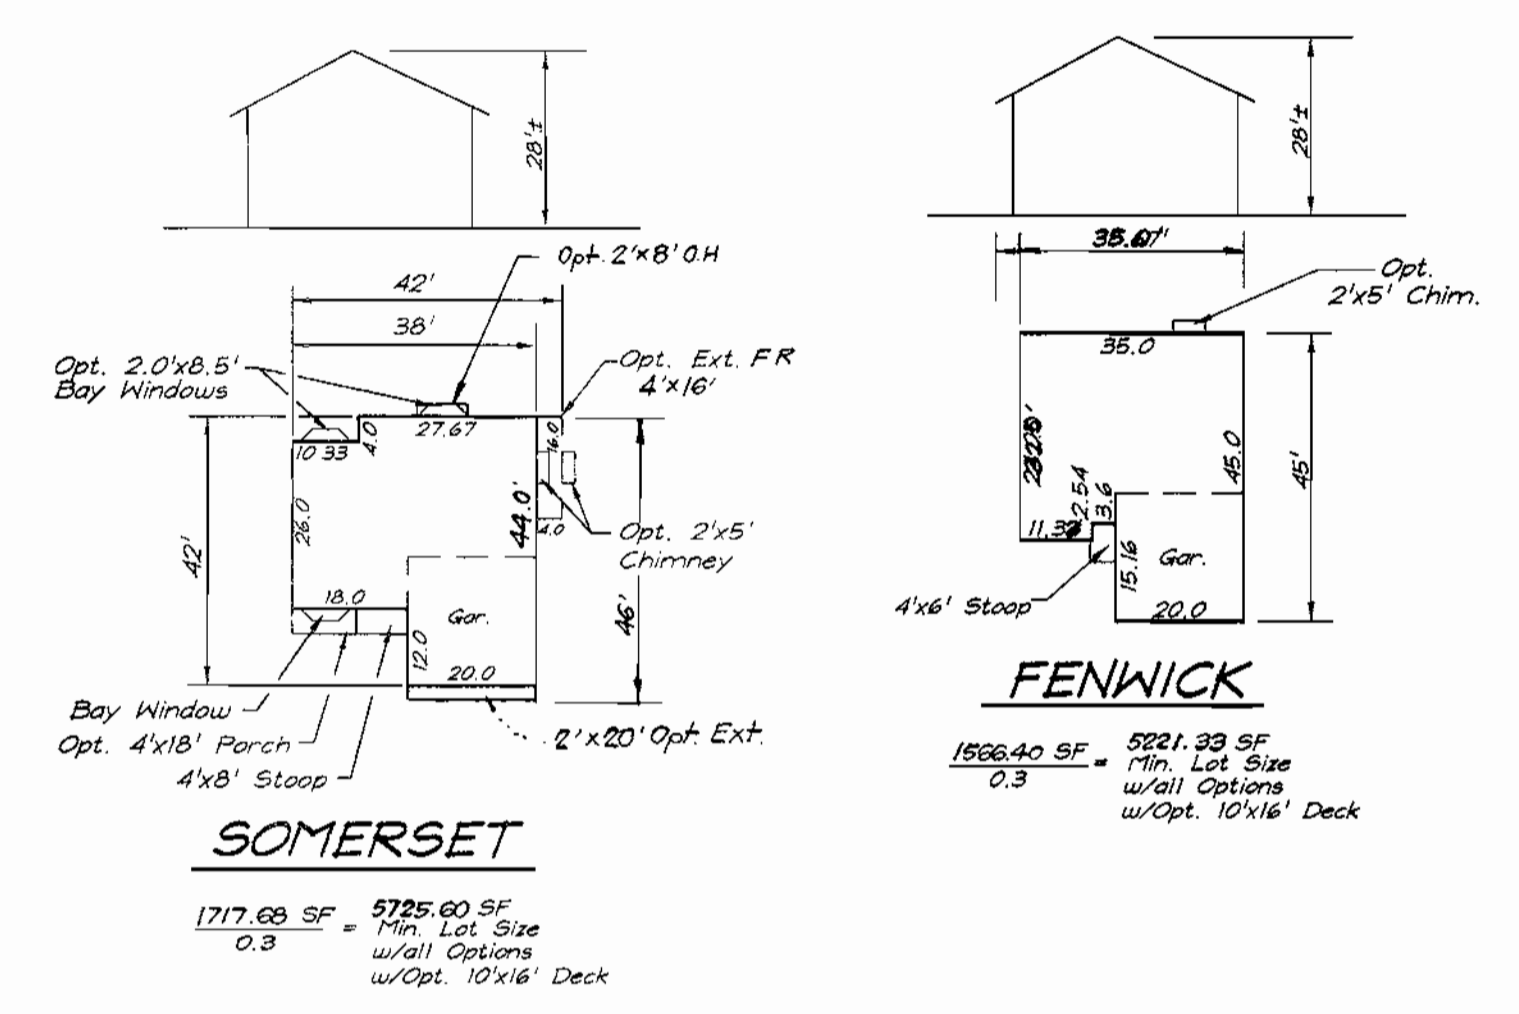 28'±
Opt. 2'x8' O.H
42'
38'
Opt. 2.0'x8.5'
Bay Windows
Opt. Ext. F R
4'x16'
27.67
4.0
16.0
10 33
26.0
44.0'
4.0
Opt. 2'x5'
Chimney
42'
18.0
Gar.
46'
12.0
20.0
Bay Window
Opt. 4'x18' Porch
4'x8' Stoop
2'x20' Opt. Ext.
SOMERSET
1717.68 SF
0.3
=
5725.60 SF
Min. Lot Size
w/all Options
w/Opt. 10'x16' Deck
28'±
Opt.
2'x5' Chim.
35.0
45.0
45'
2.54
3.6
15.16
Gar.
4'x6' Stoop
20.0
FENWICK
1566.40 SF
0.3
=
5221.33 SF
Min. Lot Size
w/all Options
w/Opt. 10'x16' Deck